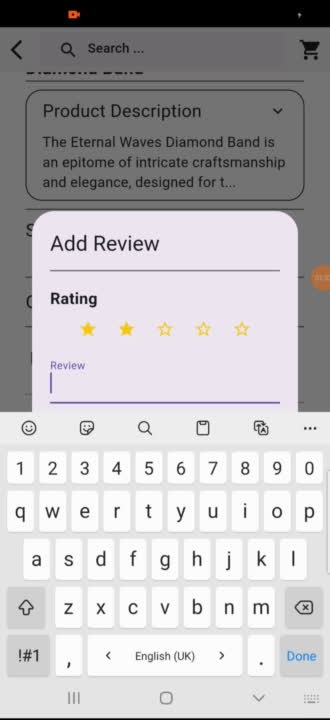 Search ...
Diamond Band
Product Description
The Eternal Waves Diamond Band is
an epitome of intricate craftsmanship
and elegance, designed for t...
S
Add Review
Rating
Review
1 2 3 4 5 6 7 8 9 0
q w e r t y u i o p
a s d f g h j k l
z x c v b n m
!#1 , < English (UK) > . Done